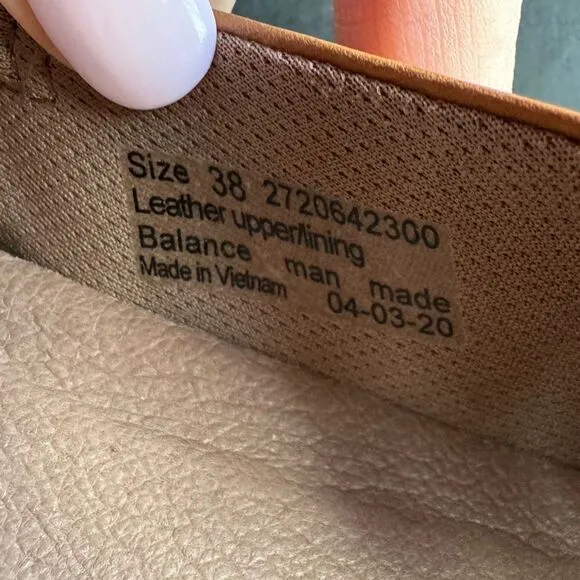 Size 38 2720642300
Leather upper/lining
Balance man made
Made in Vietnam 04-03-20